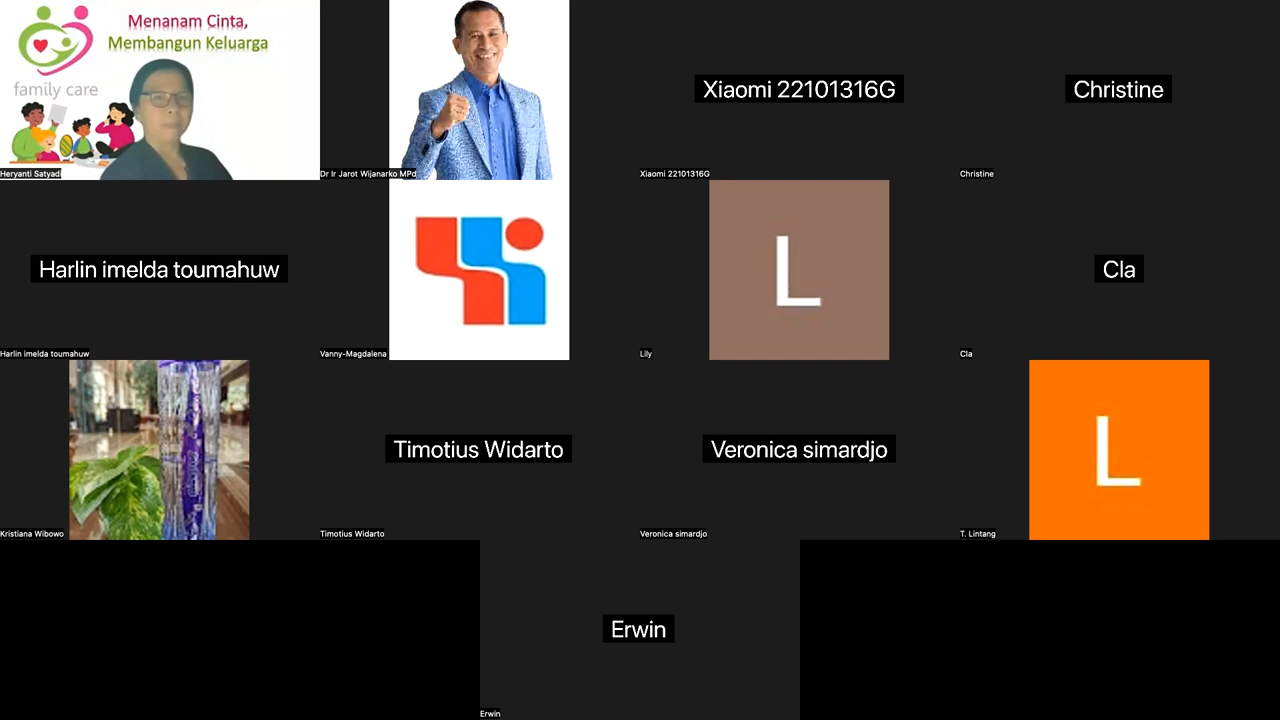 Menanam Cinta,
Membangun Keluarga
family care
Heryanti Satyadi
Dr Ir Jarot Wijanarko MPd
Xiaomi 22101316G
Xiaomi 22101316G
Christine
Christine
Harlin imelda toumahuw
Harlin imelda toumahuw
Vanny-Magdalena
L
Lily
Cla
Cla
Kristiana Wibowo
Timotius Widarto
Timotius Widarto
Veronica simardjo
Veronica simardjo
L
T. Lintang
Erwin
Erwin